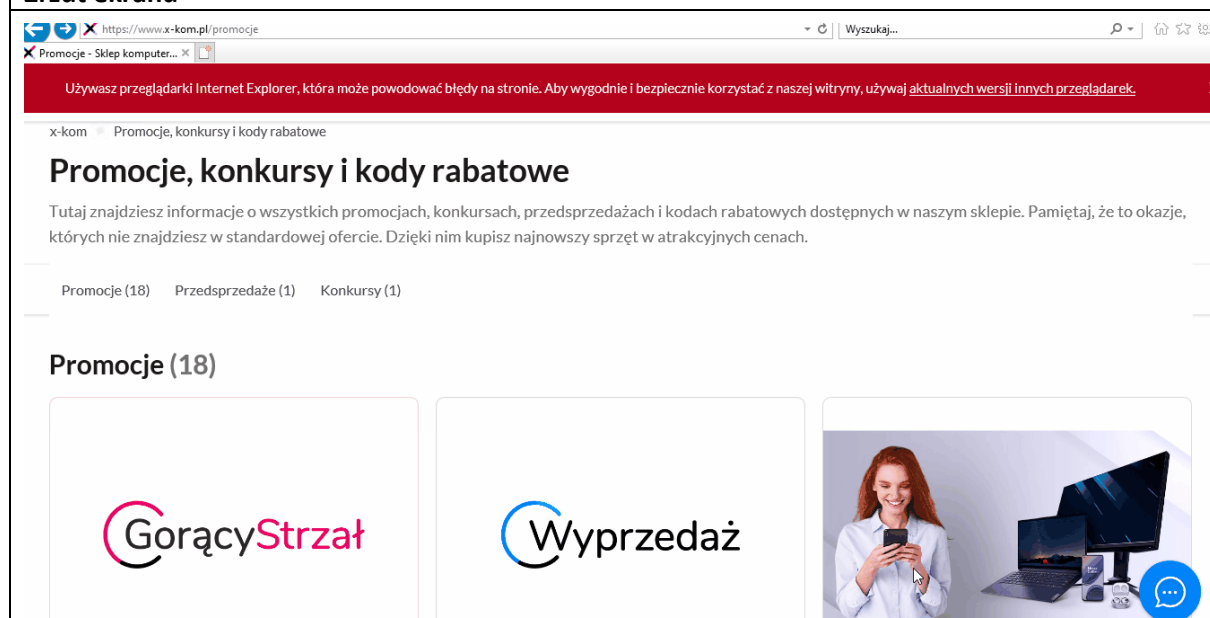 Zrzut ekranu
https://www.x-kom.pl/promocje
Wyszukaj...
Promocje - Sklep komputer...
Używasz przeglądarki Internet Explorer, która może powodować błędy na stronie. Aby wygodnie i bezpiecznie korzystać z naszej witryny, używaj aktualnych wersji innych przeglądarek.
x-kom Promocje, konkursy i kody rabatowe
Promocje, konkursy i kody rabatowe
Tutaj znajdziesz informacje o wszystkich promocjach, konkursach, przedsprzedażach i kodach rabatowych dostępnych w naszym sklepie. Pamiętaj, że to okazje,
których nie znajdziesz w standardowej ofercie. Dzięki nim kupisz najnowszy sprzęt w atrakcyjnych cenach.
Promocje (18) Przedsprzedaże (1) Konkursy (1)
Promocje (18)
GorącyStrzał
Wyprzedaż